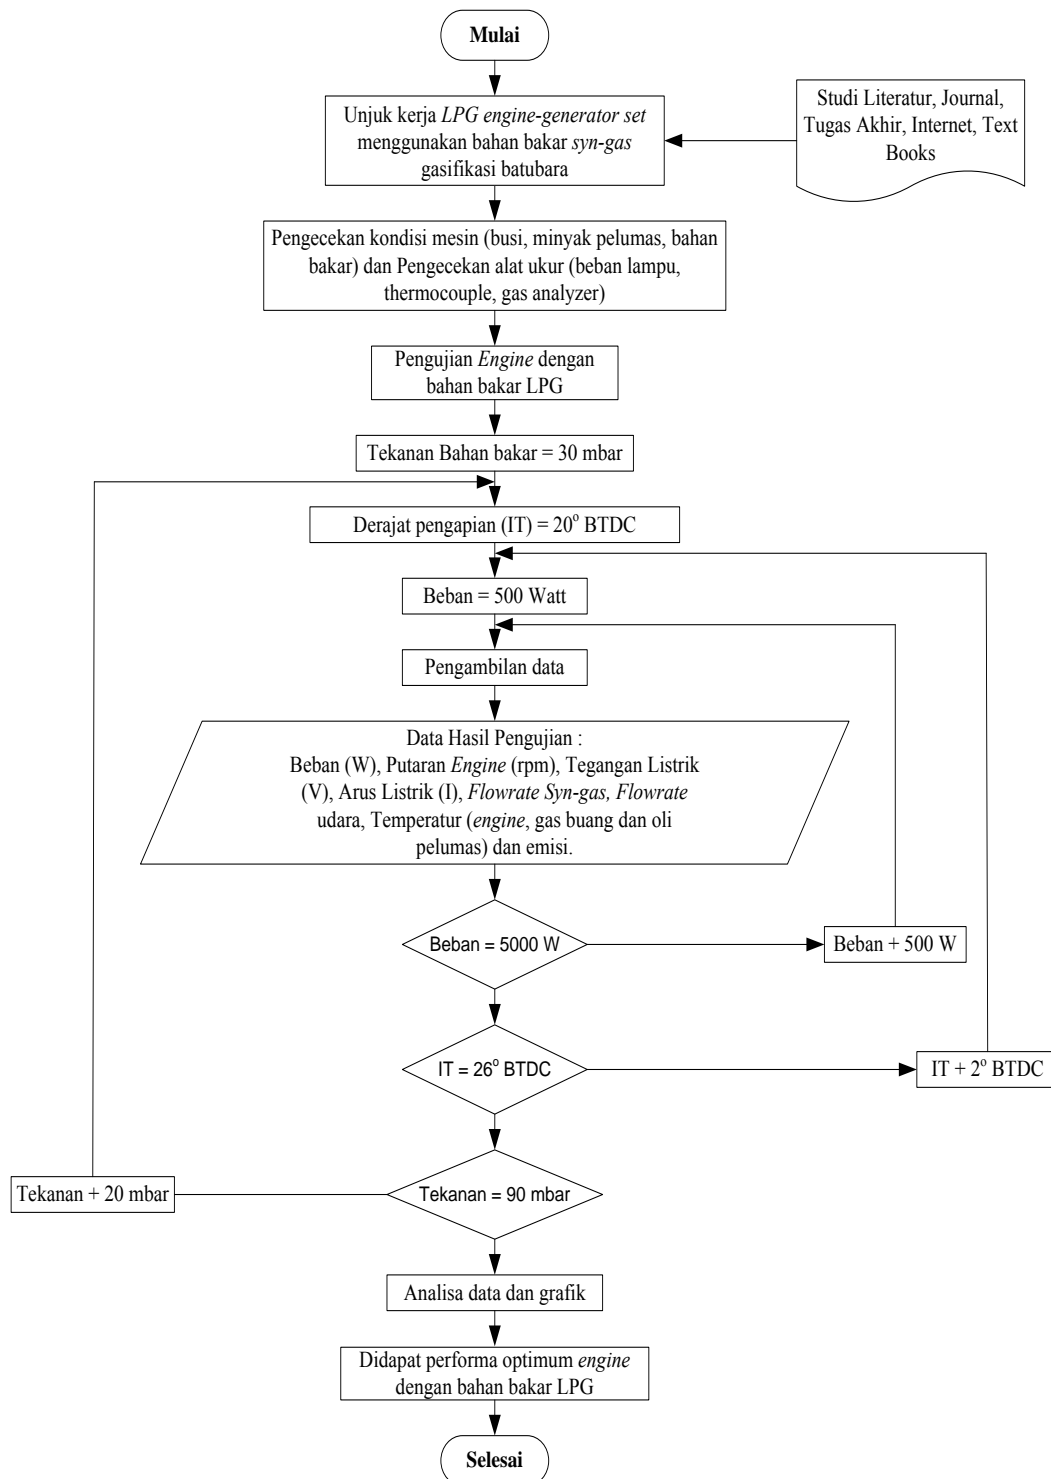 Mulai
Unjuk kerja LPG engine-generator set
menggunakan bahan bakar syn-gas
gasifikasi batubara
Studi Literatur, Journal,
Tugas Akhir, Internet, Text
Books
Pengecekan kondisi mesin (busi, minyak pelumas, bahan
bakar) dan Pengecekan alat ukur (beban lampu,
thermocouple, gas analyzer)
Pengujian Engine dengan
bahan bakar LPG
Tekanan Bahan bakar = 30 mbar
Derajat pengapian (IT) = 20° BTDC
Beban = 500 Watt
Pengambilan data
Data Hasil Pengujian :
Beban (W), Putaran Engine (rpm), Tegangan Listrik
(V), Arus Listrik (I), Flowrate Syn-gas, Flowrate
udara, Temperatur (engine, gas buang dan oli
pelumas) dan emisi.
Beban = 5000 W
Beban + 500 W
IT = 26° BTDC
IT + 2° BTDC
Tekanan = 90 mbar
Tekanan + 20 mbar
Analisa data dan grafik
Didapat performa optimum engine
dengan bahan bakar LPG
Selesai